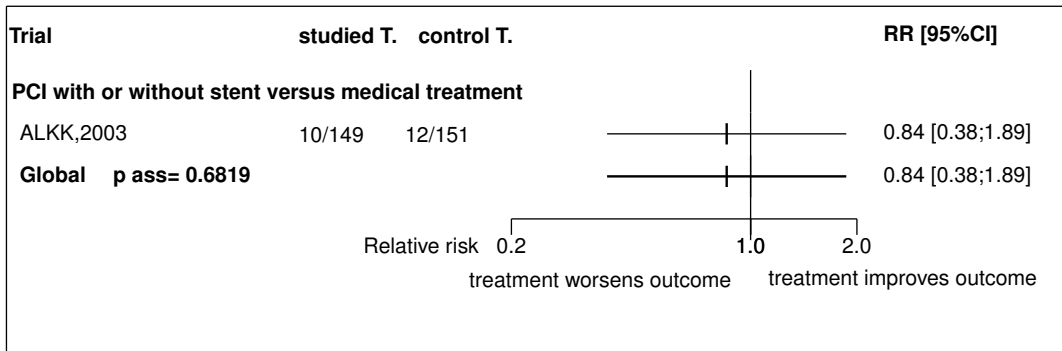 Trial studied T. control T. RR [95%CI]
PCI with or without stent versus medical treatment
ALKK,2003 10/149 12/151 0.84 [0.38;1.89]
Global p ass= 0.6819 0.84 [0.38;1.89]
Relative risk 0.2 1.0 2.0
treatment worsens outcome treatment improves outcome